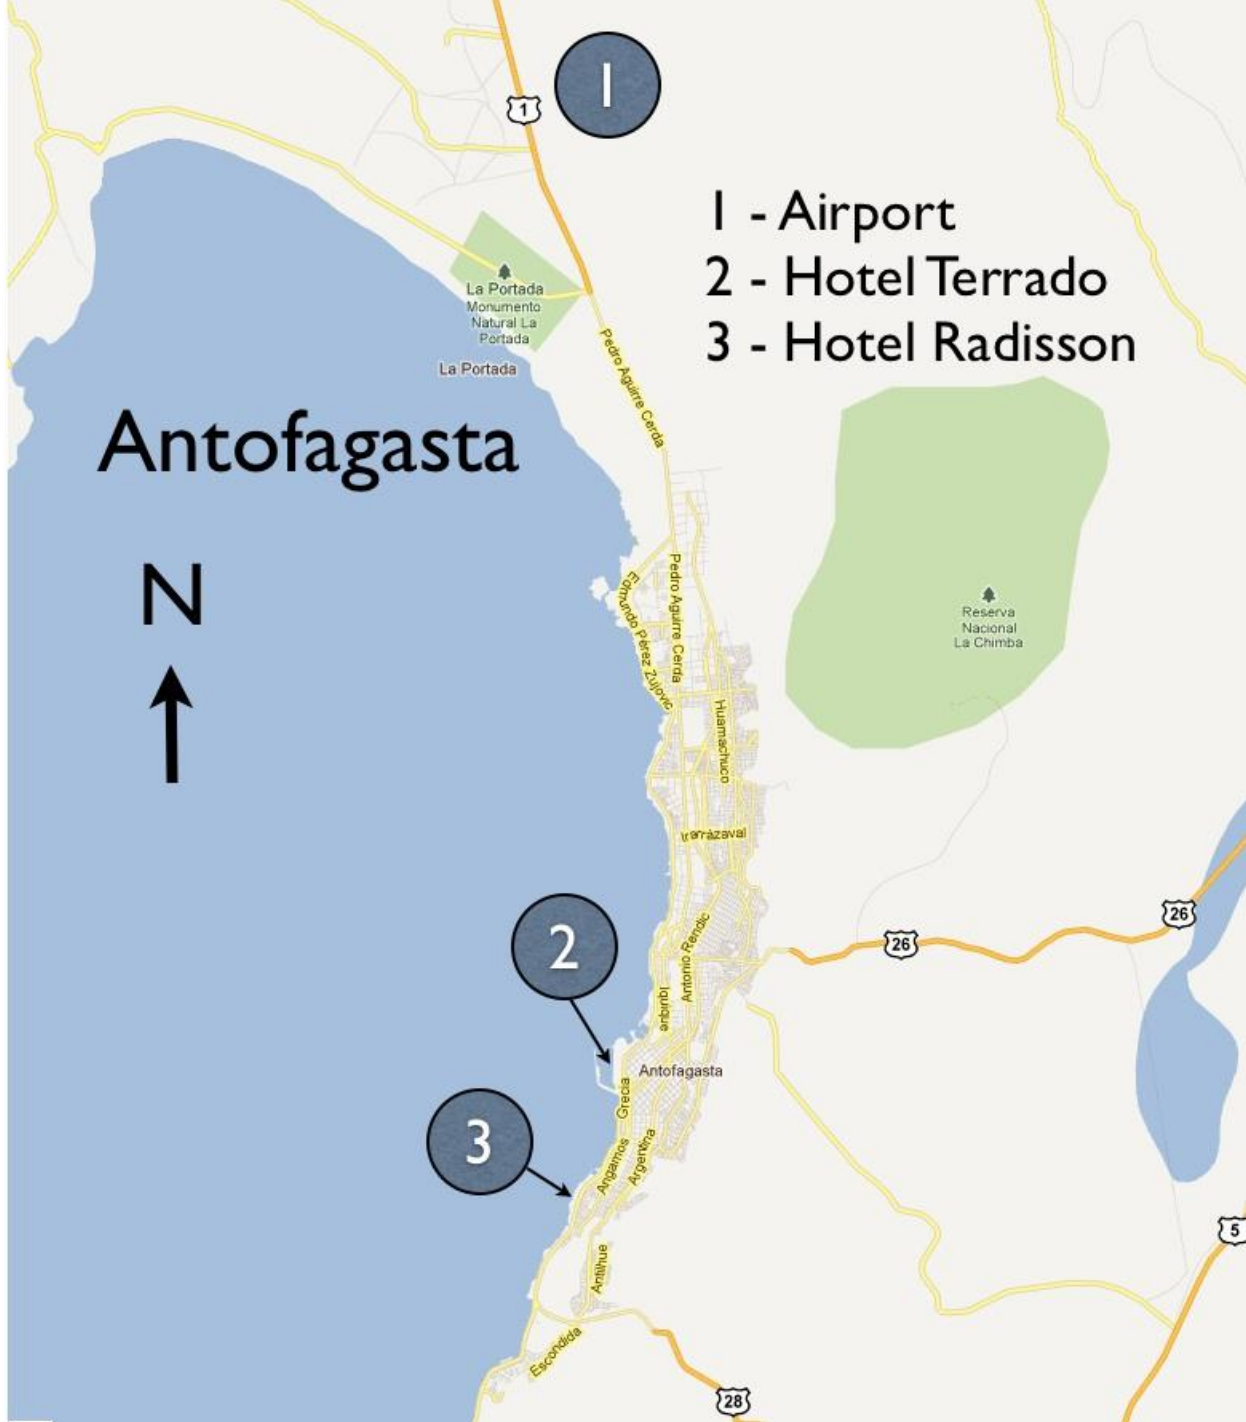 1
1
1 - Airport
2 - Hotel Terrado
3 - Hotel Radisson
La Portada
Monumento
Natural La
Portada
La Portada
Pedro Aguirre Cerda
Antofagasta
N
Edmundo Pérez Zujovic
Pedro Aguirre Cerda
Reserva
Nacional
La Chimba
Huamachuco
Irarrázaval
26
26
2
Antonio Rendic
Iquique
Antofagasta
Grecia
3
Angamos
Argentina
5
Antilhue
Escondida
28